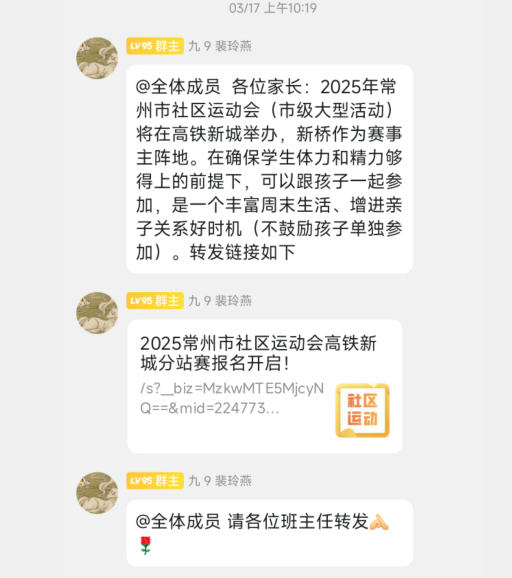 03/17 上午10:19
LV95 群主 九 9 裴玲燕
@全体成员 各位家长：2025年常
州市社区运动会（市级大型活动）
将在高铁新城举办，新桥作为赛事
主阵地。在确保学生体力和精力够
得上的前提下，可以跟孩子一起参
加，是一个丰富周末生活、增进亲
子关系好时机（不鼓励孩子单独参
加）。转发链接如下
LV95 群主 九 9 裴玲燕
2025常州市社区运动会高铁新
城分站赛报名开启！
/s?__biz=MzkwMTE5MjcyN
Q==&mid=224773...
社区
运动
LV95 群主 九 9 裴玲燕
@全体成员 请各位班主任转发🙏🏻
🌹